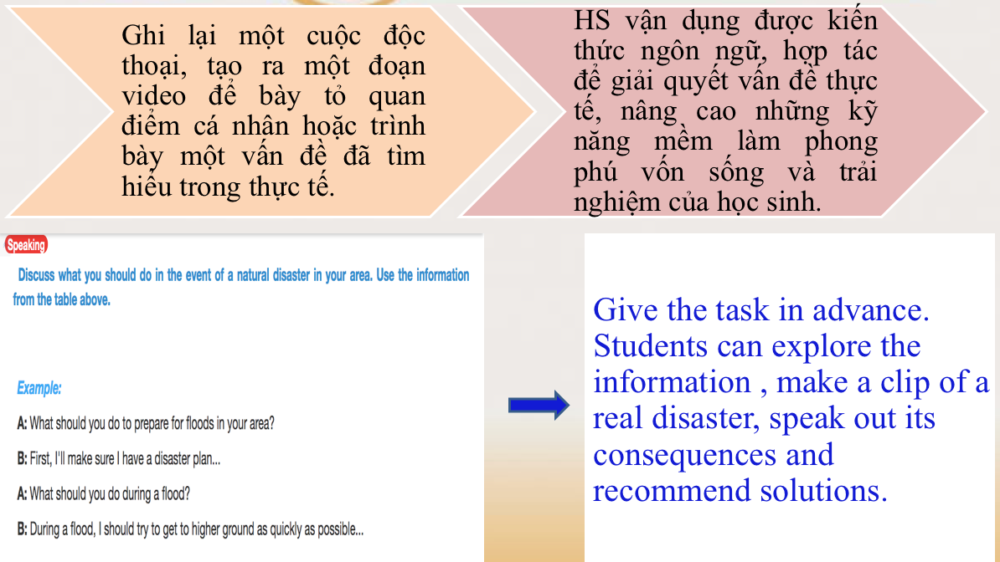 Ghi lại một cuộc độc
thoại, tạo ra một đoạn
video để bày tỏ quan
điểm cá nhân hoặc trình
bày một vấn đề đã tìm
hiểu trong thực tế.
HS vận dụng được kiến
thức ngôn ngữ, hợp tác
để giải quyết vấn đề thực
tế, nâng cao những kỹ
năng mềm làm phong
phú vốn sống và trải
nghiệm của học sinh.
Speaking
Discuss what you should do in the event of a natural disaster in your area. Use the information
from the table above.
Example:
A: What should you do to prepare for floods in your area?
B: First, I'll make sure I have a disaster plan...
A: What should you do during a flood?
B: During a flood, I should try to get to higher ground as quickly as possible...
Give the task in advance.
Students can explore the
information , make a clip of a
real disaster, speak out its
consequences and
recommend solutions.